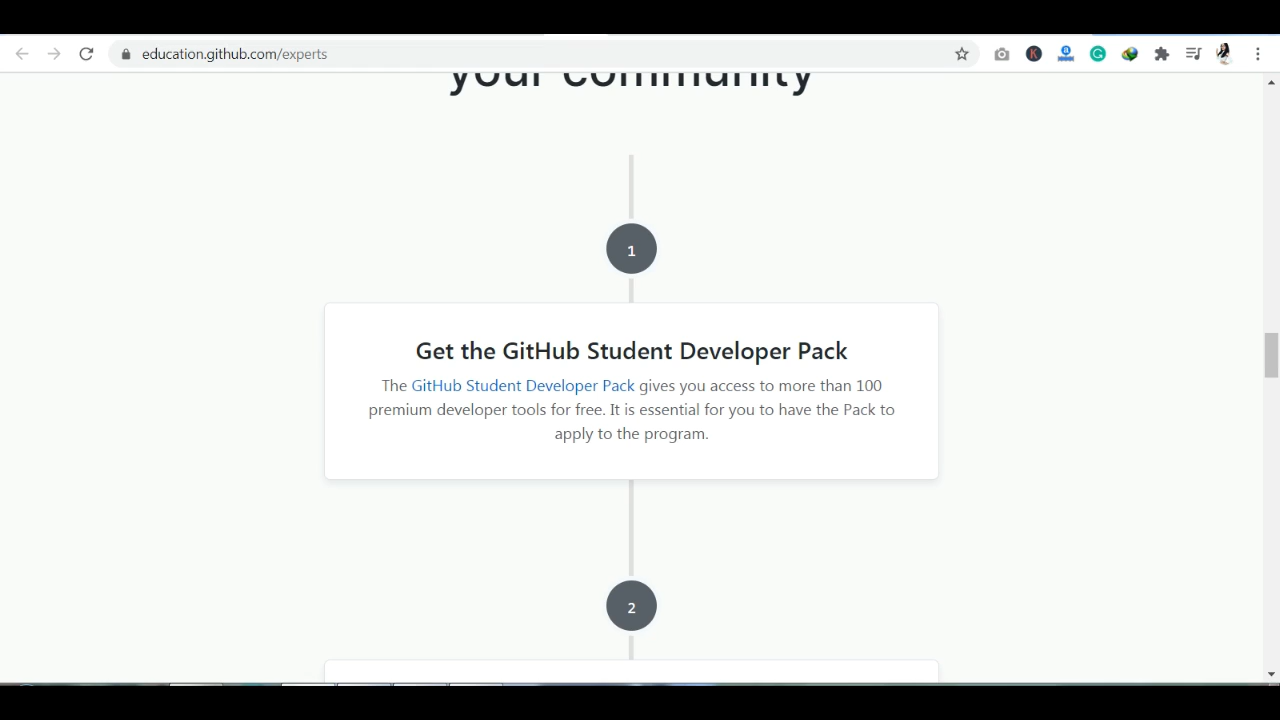 education.github.com/experts
your community
1
Get the GitHub Student Developer Pack
The GitHub Student Developer Pack gives you access to more than 100
premium developer tools for free. It is essential for you to have the Pack to
apply to the program.
2